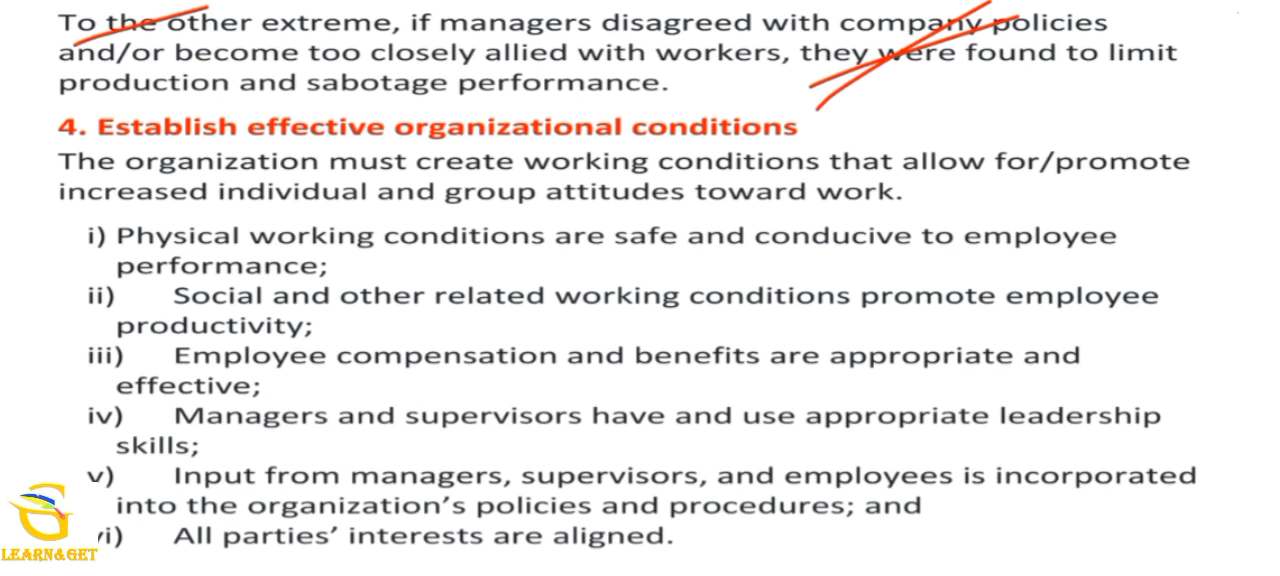 To the other extreme, if managers disagreed with company policies
and/or become too closely allied with workers, they were found to limit
production and sabotage performance.
4. Establish effective organizational conditions
The organization must create working conditions that allow for/promote
increased individual and group attitudes toward work.
i) Physical working conditions are safe and conducive to employee
performance;
ii) Social and other related working conditions promote employee
productivity;
iii) Employee compensation and benefits are appropriate and
effective;
iv) Managers and supervisors have and use appropriate leadership
skills;
v) Input from managers, supervisors, and employees is incorporated
into the organization’s policies and procedures; and
vi) All parties’ interests are aligned.
LEARN&GET